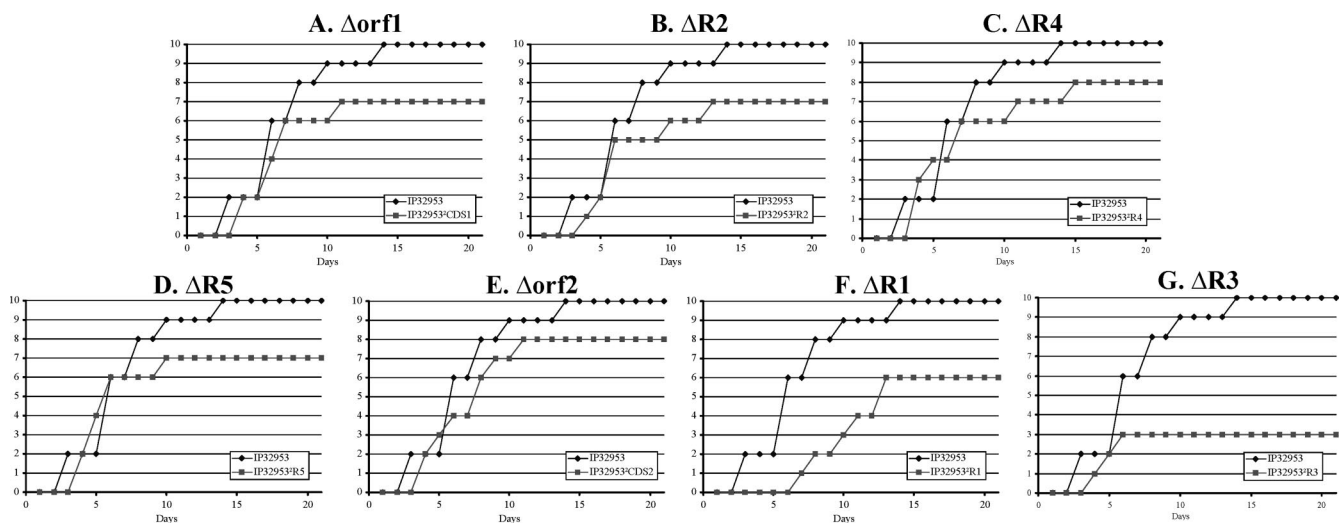 A. Δorf1
10
9
8
7
6
5
4
3
2
1
0
IP32953
IP32953²CDS1
0 5 10 15 20
Days
B. ΔR2
10
9
8
7
6
5
4
3
2
1
0
IP32953
IP32953²R2
0 5 10 15 20
Days
C. ΔR4
10
9
8
7
6
5
4
3
2
1
0
IP32953
IP32953²R4
0 5 10 15 20
Days
D. ΔR5
10
9
8
7
6
5
4
3
2
1
0
IP32953
IP32953²R5
0 5 10 15 20
Days
E. Δorf2
10
9
8
7
6
5
4
3
2
1
0
IP32953
IP32953²CDS2
0 5 10 15 20
Days
F. ΔR1
10
9
8
7
6
5
4
3
2
1
0
IP32953
IP32953²R1
0 5 10 15 20
Days
G. ΔR3
10
9
8
7
6
5
4
3
2
1
0
IP32953
IP32953²R3
0 5 10 15 20
Days